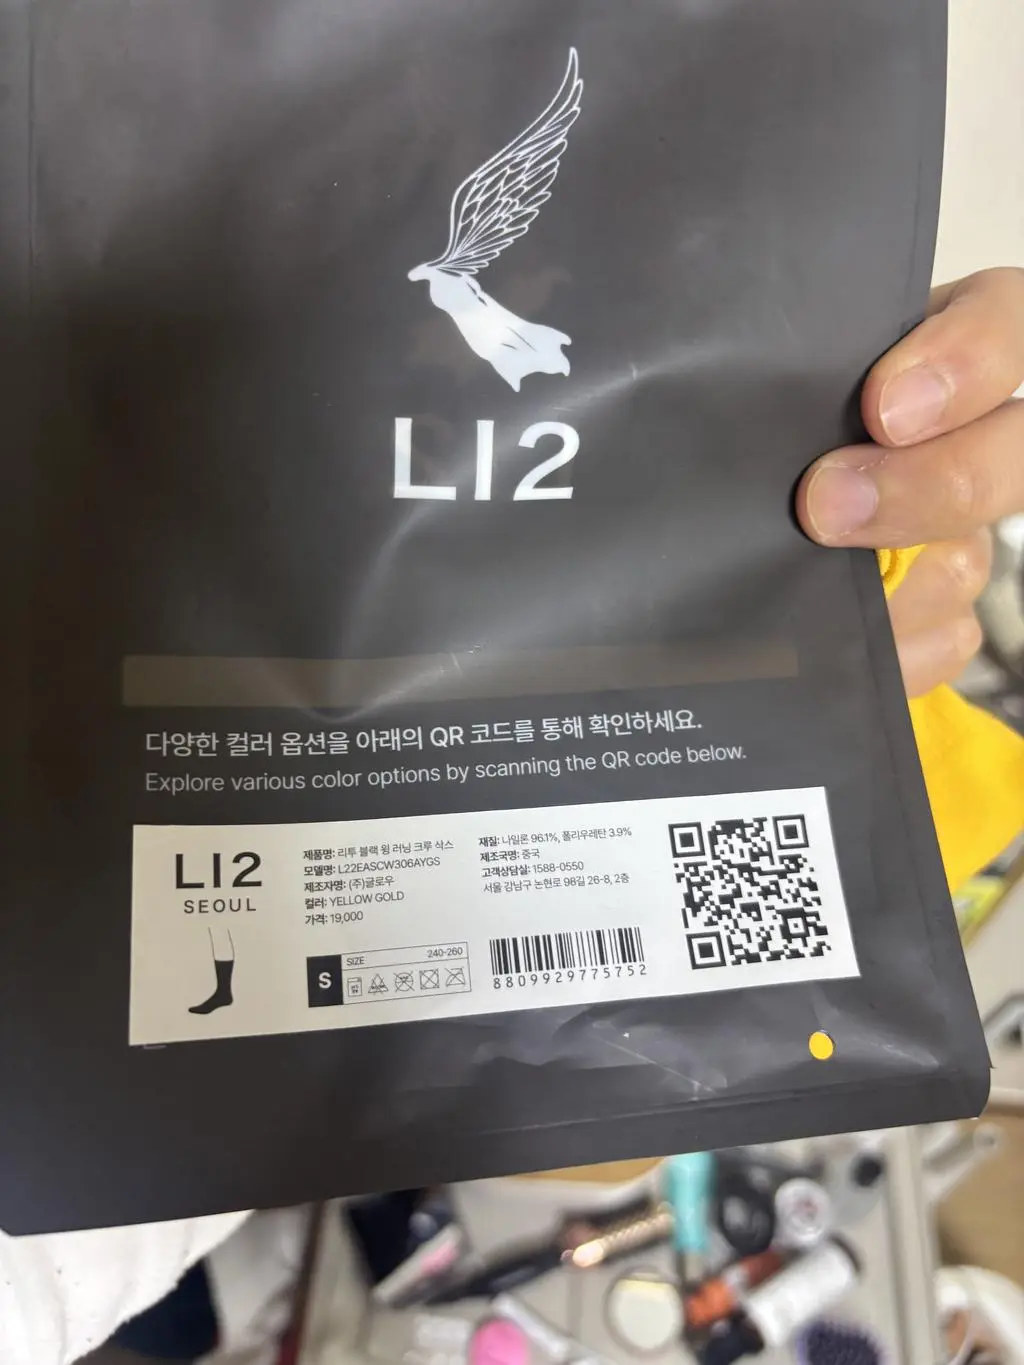 LI2
다양한 컬러 옵션을 아래의 QR 코드를 통해 확인하세요.
Explore various color options by scanning the QR code below.
LI2
SEOUL
제품명: 리투 블랙 윙 러닝 크루 삭스
모델명: L22EASCW306AYGS
제조자명: (주)글로우
컬러: YELLOW GOLD
가격: 19,000
재질: 나일론 96.1%, 폴리우레탄 3.9%
제조국명: 중국
고객상담실: 1588-0550
서울 강남구 논현로 98길 26-8, 2층
S
SIZE 240-260
8809929775752